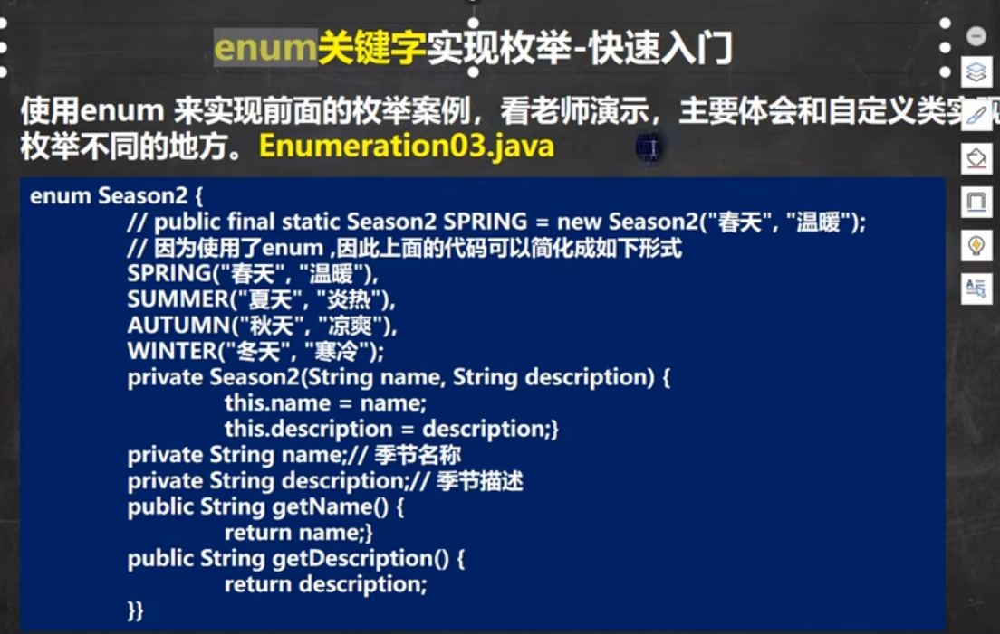 enum关键字实现枚举-快速入门
使用enum 来实现前面的枚举案例，看老师演示，主要体会和自定义类实现
枚举不同的地方。Enumeration03.java
enum Season2 {
// public final static Season2 SPRING = new Season2("春天", "温暖");
// 因为使用了enum ,因此上面的代码可以简化成如下形式
SPRING("春天", "温暖"),
SUMMER("夏天", "炎热"),
AUTUMN("秋天", "凉爽"),
WINTER("冬天", "寒冷");
private Season2(String name, String description) {
this.name = name;
this.description = description;}
private String name;// 季节名称
private String description;// 季节描述
public String getName() {
return name;}
public String getDescription() {
return description;
}}